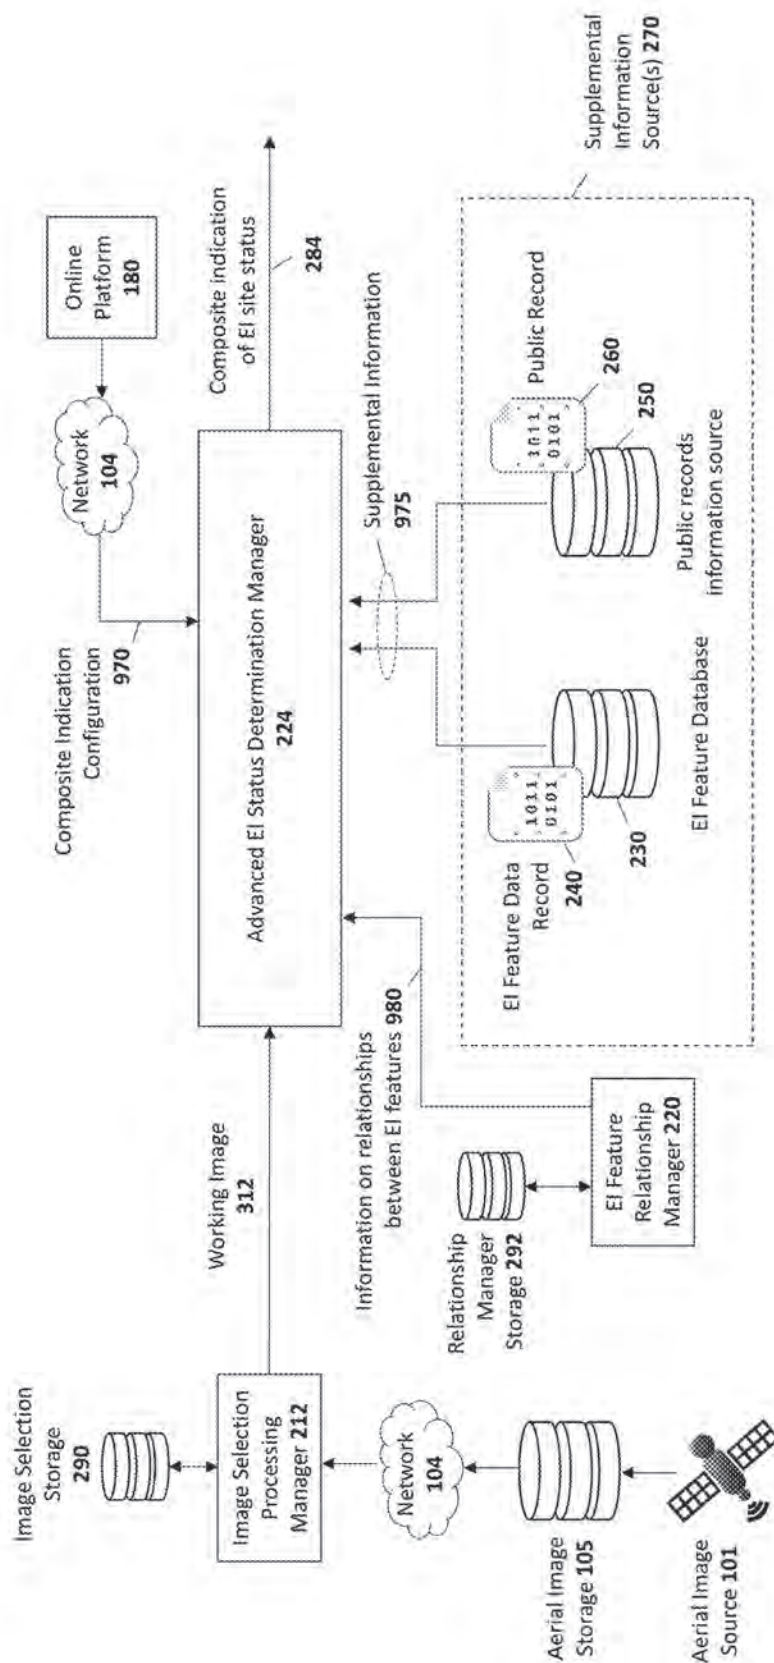 Image Selection
Storage
290
Image Selection
Processing
Manager 212
Network
104
Aerial Image
Storage 105
Aerial Image
Source 101
Working Image
312
Information on relationships
between EI features 980
Relationship
Manager
Storage 292
EI Feature
Relationship
Manager 220
Composite Indication
Configuration
970
Network
104
Online
Platform
180
Advanced EI Status Determination Manager
224
Composite indication
of EI site status
284
Supplemental Information
975
EI Feature Data
Record
240
1011
0101
230
EI Feature Database
Public Record
260
1011
0101
250
Public records
information source
Supplemental
Information
Source(s) 270